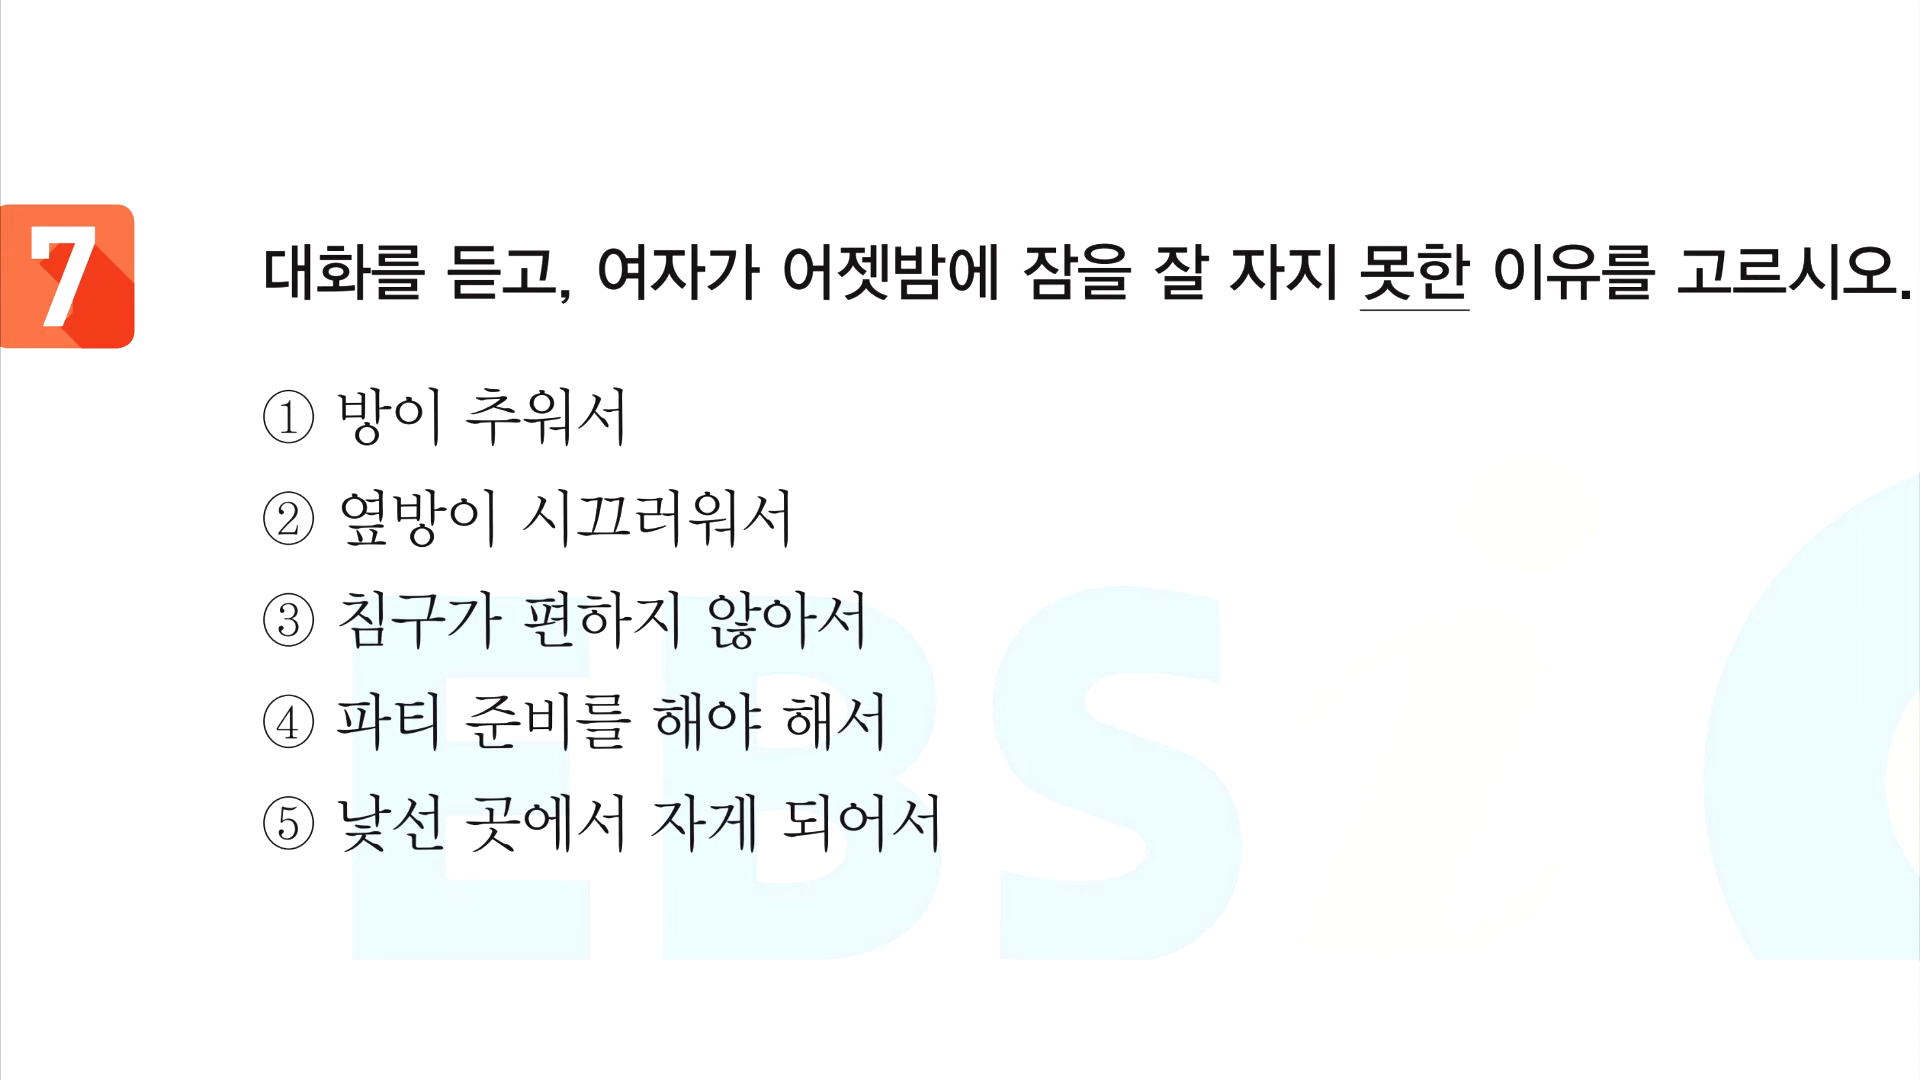 7
대화를 듣고, 여자가 어젯밤에 잠을 잘 자지 못한 이유를 고르시오.
① 방이 추워서
② 옆방이 시끄러워서
③ 침구가 편하지 않아서
④ 파티 준비를 해야 해서
⑤ 낯선 곳에서 자게 되어서
EBS